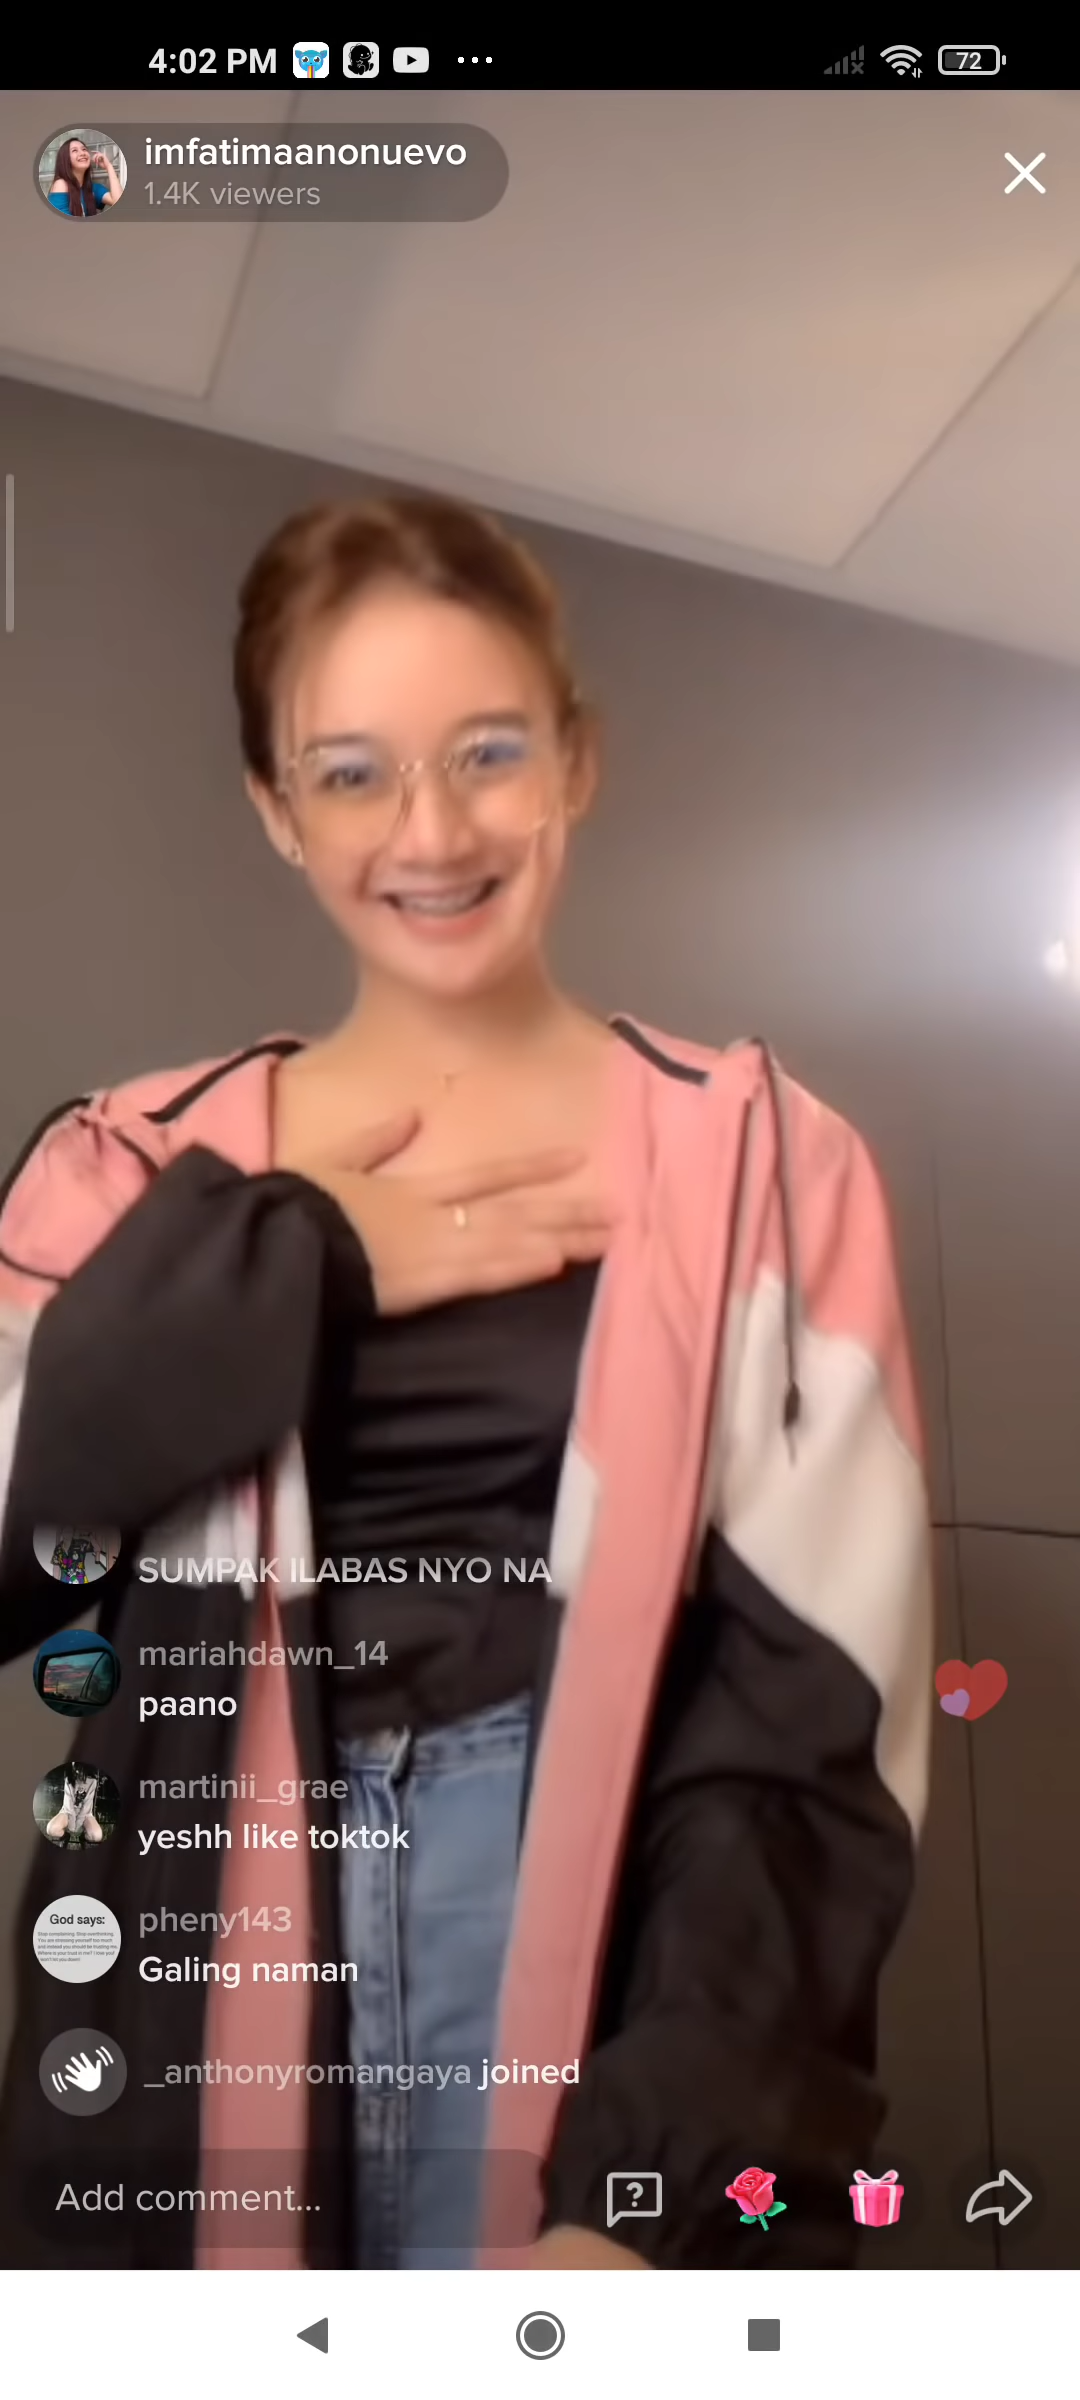 4:02 PM
72
imfatimaanonuevo
1.4K viewers
SUMPAK ILABAS NYO NA
mariahdawn_14
paano
martinii_grae
yeshh like toktok
God says:
pheny143
Galing naman
_anthonyromangaya joined
Add comment...
?